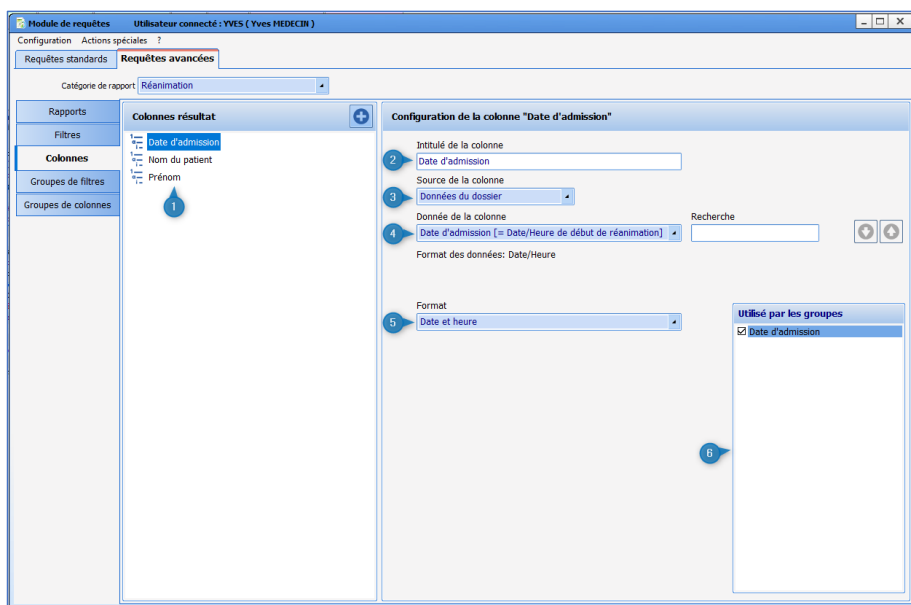 Module de requêtes Utilisateur connecté : YVES ( Yves MEDECIN )
Configuration Actions spéciales ?
Requêtes standards Requêtes avancées
Catégorie de rapport Réanimation
Rapports
Filtres
Colonnes
Groupes de filtres
Groupes de colonnes
Colonnes résultat
Date d'admission
Nom du patient
Prénom
1
Configuration de la colonne "Date d'admission"
Intitulé de la colonne
2 Date d'admission
Source de la colonne
3 Données du dossier
Donnée de la colonne Recherche
4 Date d'admission [= Date/Heure de début de réanimation]
Format des données: Date/Heure
Format
5 Date et heure
Utilisé par les groupes
Date d'admission
6